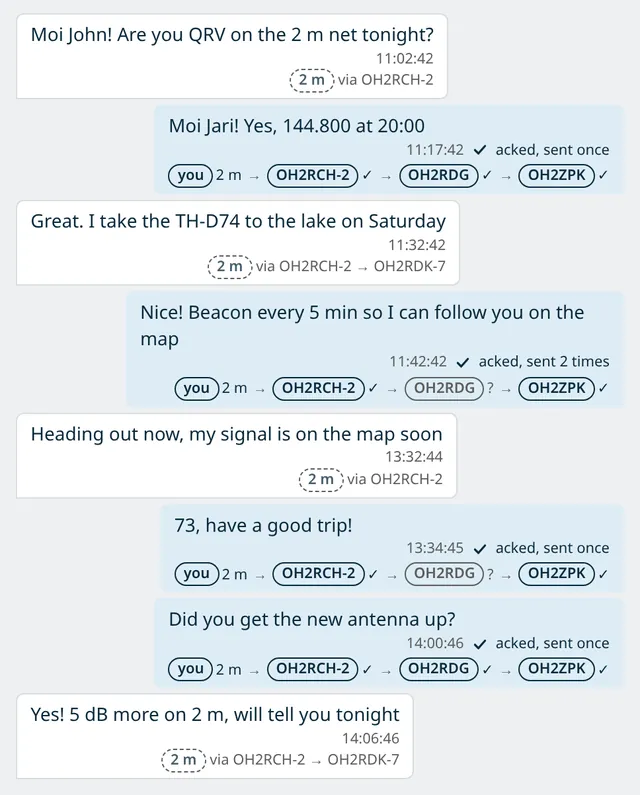 Moi John! Are you QRV on the 2 m net tonight?
11:02:42
2 m via OH2RCH-2
Moi Jari! Yes, 144.800 at 20:00
11:17:42 ✓ acked, sent once
you 2 m → OH2RCH-2 ✓ → OH2RDG ✓ → OH2ZPK ✓
Great. I take the TH-D74 to the lake on Saturday
11:32:42
2 m via OH2RCH-2 → OH2RDK-7
Nice! Beacon every 5 min so I can follow you on the
map
11:42:42 ✓ acked, sent 2 times
you 2 m → OH2RCH-2 ✓ → OH2RDG ? → OH2ZPK ✓
Heading out now, my signal is on the map soon
13:32:44
2 m via OH2RCH-2
73, have a good trip!
13:34:45 ✓ acked, sent once
you 2 m → OH2RCH-2 ✓ → OH2RDG ? → OH2ZPK ✓
Did you get the new antenna up?
14:00:46 ✓ acked, sent once
you 2 m → OH2RCH-2 ✓ → OH2RDG ✓ → OH2ZPK ✓
Yes! 5 dB more on 2 m, will tell you tonight
14:06:46
2 m via OH2RCH-2 → OH2RDK-7